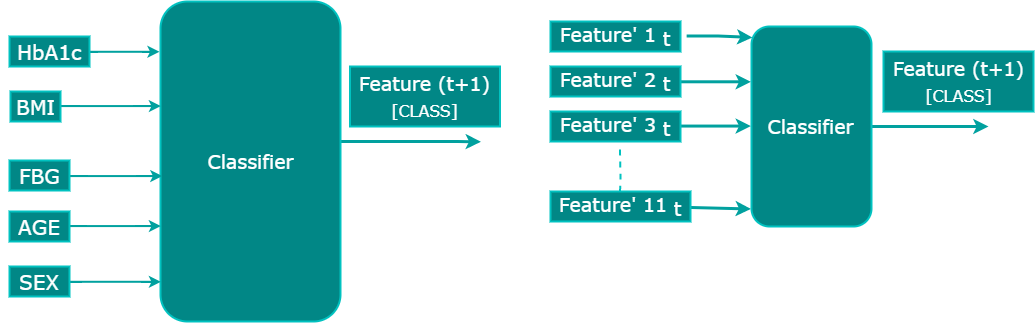 HbA1c
BMI
FBG
AGE
SEX
Classifier
Feature (t+1)
[CLASS]
Feature' 1 t
Feature' 2 t
Feature' 3 t
Feature' 11 t
Classifier
Feature (t+1)
[CLASS]